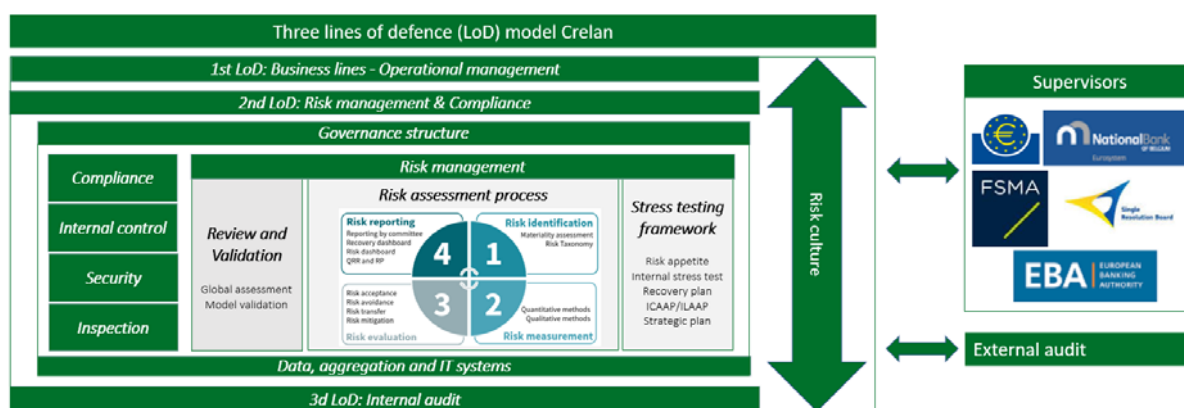 Three lines of defence (LoD) model Crelan
1st LoD: Business lines - Operational management
2nd LoD: Risk management & Compliance
Governance structure
Compliance
Internal control
Security
Inspection
Risk management
Review and
Validation
Global assessment
Model validation
Risk assessment process
Risk reporting
Reporting by committee
Recovery dashboard
Risk dashboard
QRR and RP
4
1
Risk identification
Materiality assessment
Risk Taxonomy
Risk acceptance
Risk avoidance
Risk transfer
Risk mitigation
Risk evaluation
3
2
Quantitative methods
Qualitative methods
Risk measurement
Stress testing
framework
Risk appetite
Internal stress test
Recovery plan
ICAAP/ILAAP
Strategic plan
Data, aggregation and IT systems
3d LoD: Internal audit
Risk culture
Supervisors
€
NationalBank
OF BELGIUM
Eurosystem
FSMA
Single
Resolution Board
EBA
EUROPEAN
BANKING
AUTHORITY
External audit